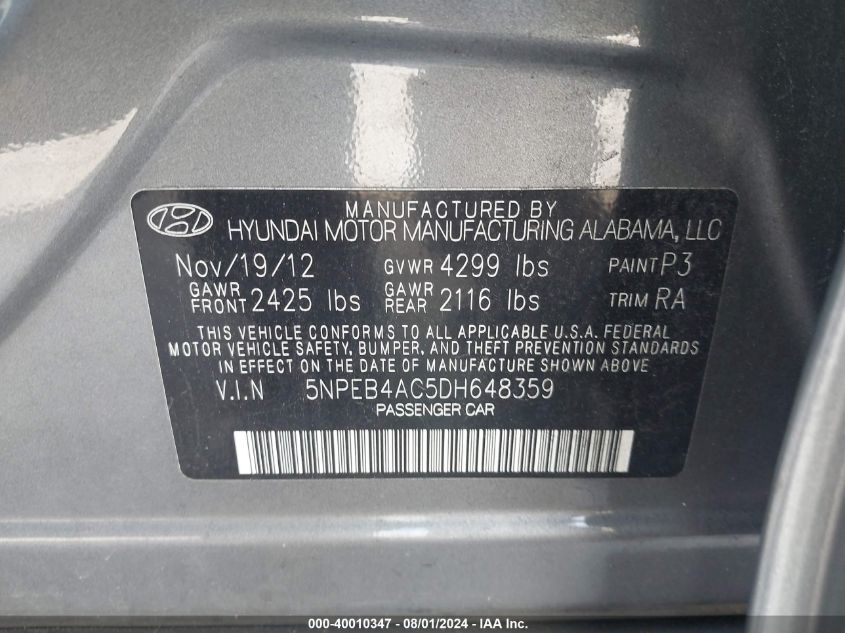 MANUFACTURED BY
HYUNDAI MOTOR MANUFACTURING ALABAMA, LLC
Nov/19/12 GVWR 4299 lbs PAINT P3
GAWR FRONT 2425 lbs GAWR REAR 2116 lbs TRIM RA
THIS VEHICLE CONFORMS TO ALL APPLICABLE U.S.A. FEDERAL
MOTOR VEHICLE SAFETY, BUMPER, AND THEFT PREVENTION STANDARDS
IN EFFECT ON THE DATE OF MANUFACTURE SHOWN ABOVE.
V.I.N 5NPEB4AC5DH648359
PASSENGER CAR
000-40010347 - 08/01/2024 - IAA Inc.